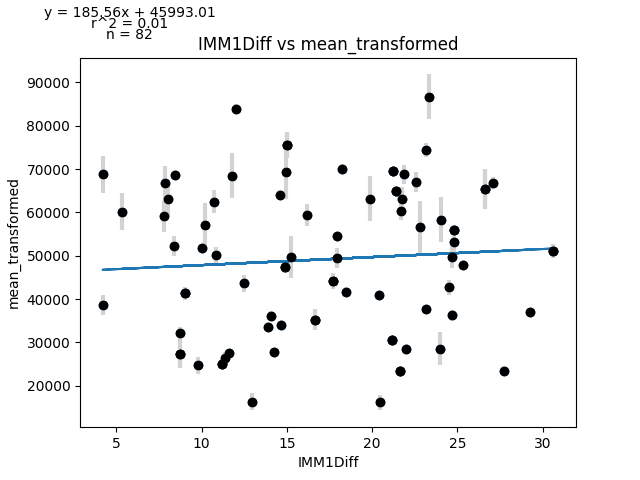 y = 185.56x + 45993.01
r^2 = 0.01
n = 82
IMM1Diff vs mean_transformed
90000
80000
70000
60000
50000
40000
30000
20000
mean_transformed
5 10 15 20 25 30
IMM1Diff